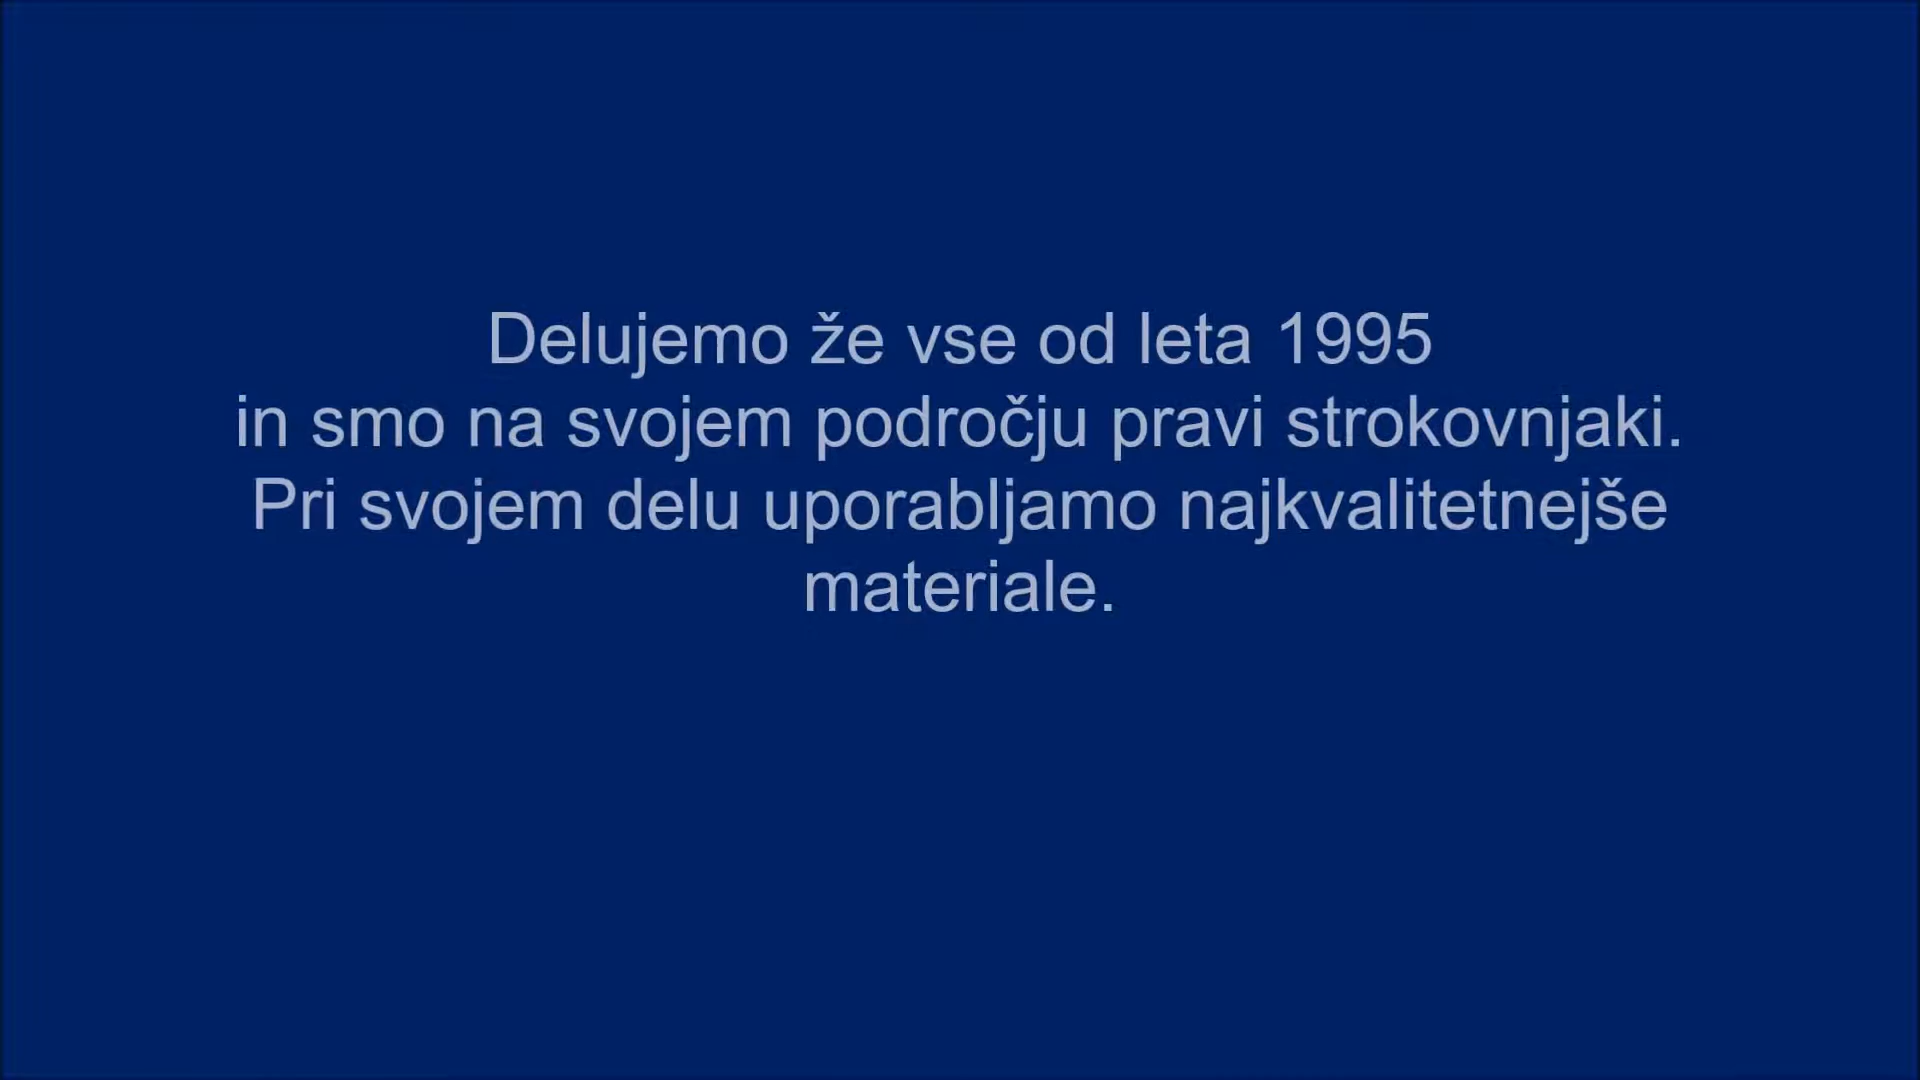 Delujemo že vse od leta 1995
in smo na svojem področju pravi strokovnjaki.
Pri svojem delu uporabljamo najkvalitetnejše
materiale.